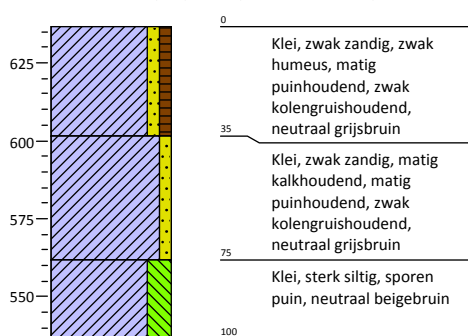 0
625
Klei, zwak zandig, zwak
humeus, matig
puinhoudend, zwak
kolengruishoudend,
neutraal grijsbruin
600
35
Klei, zwak zandig, matig
kalkhoudend, matig
puinhoudend, zwak
kolengruishoudend,
neutraal grijsbruin
575
75
Klei, sterk siltig, sporen
puin, neutraal beigebruin
550
100